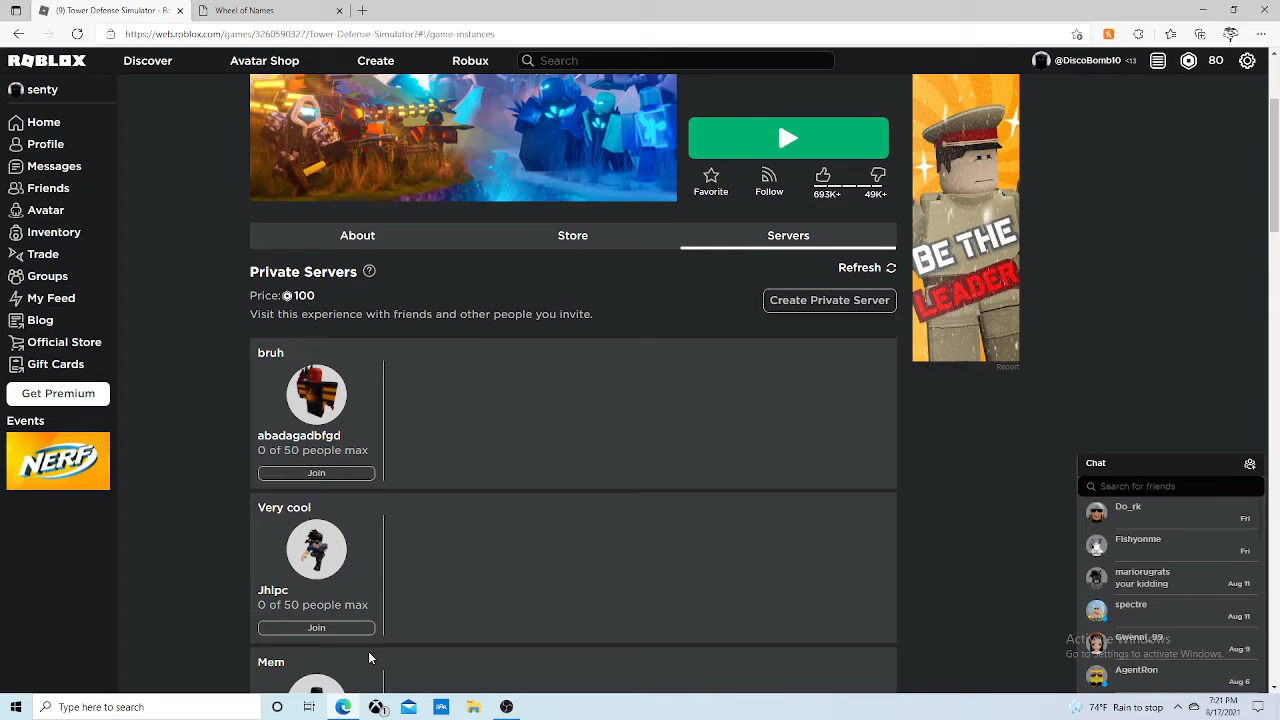 (9) Tower Defense Simulator - Ro
Wheel of Names
https://web.roblox.com/games/3260590327/Tower-Defense-Simulator?#!/game-instances
ROBLOX
Discover
Avatar Shop
Create
Robux
Search
@DiscoBomb10 <13
80
senty
Home
Profile
Messages
Friends
Avatar
Inventory
Trade
Groups
My Feed
Blog
Official Store
Gift Cards
Get Premium
Events
NERF
Favorite
Follow
693K+
49K+
About
Store
Servers
Private Servers
Refresh
Price: 100
Create Private Server
Visit this experience with friends and other people you invite.
bruh
abadagadbfgd
0 of 50 people max
Join
Very cool
Jhlpc
0 of 50 people max
Join
Mem
BE THE
LEADER
Report
Chat
Search for friends
Do_rk
Fri
Fishyonme
Fri
mariorugrats
your kidding
Aug 11
spectre
Aug 11
Gwenni_99
Aug 9
AgentRon
Aug 6
Activate Windows
Go to Settings to activate Windows.
Type here to search
74°F Rain to stop
7:27 PM
8/17/2021